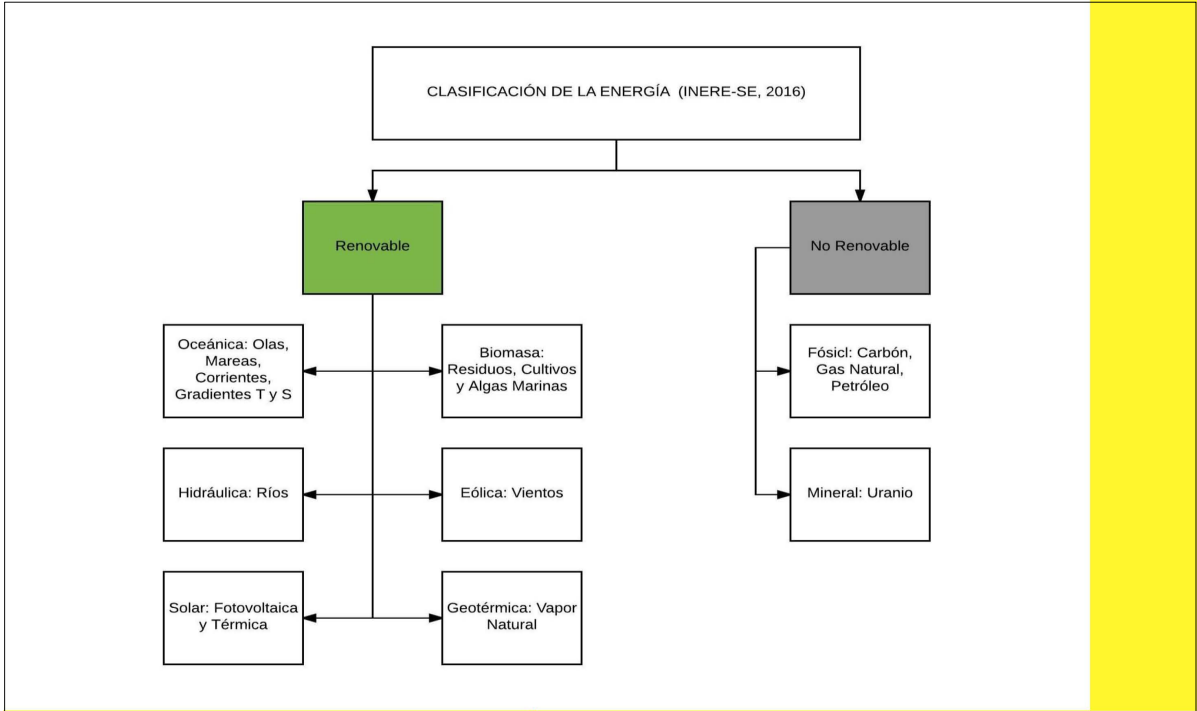 CLASIFICACIÓN DE LA ENERGÍA (INERE-SE, 2016)
Renovable
No Renovable
Oceánica: Olas,
Mareas,
Corrientes,
Gradientes T y S
Biomasa:
Residuos, Cultivos
y Algas Marinas
Fósicl: Carbón,
Gas Natural,
Petróleo
Hidráulica: Ríos
Eólica: Vientos
Mineral: Uranio
Solar: Fotovoltaica
y Térmica
Geotérmica: Vapor
Natural